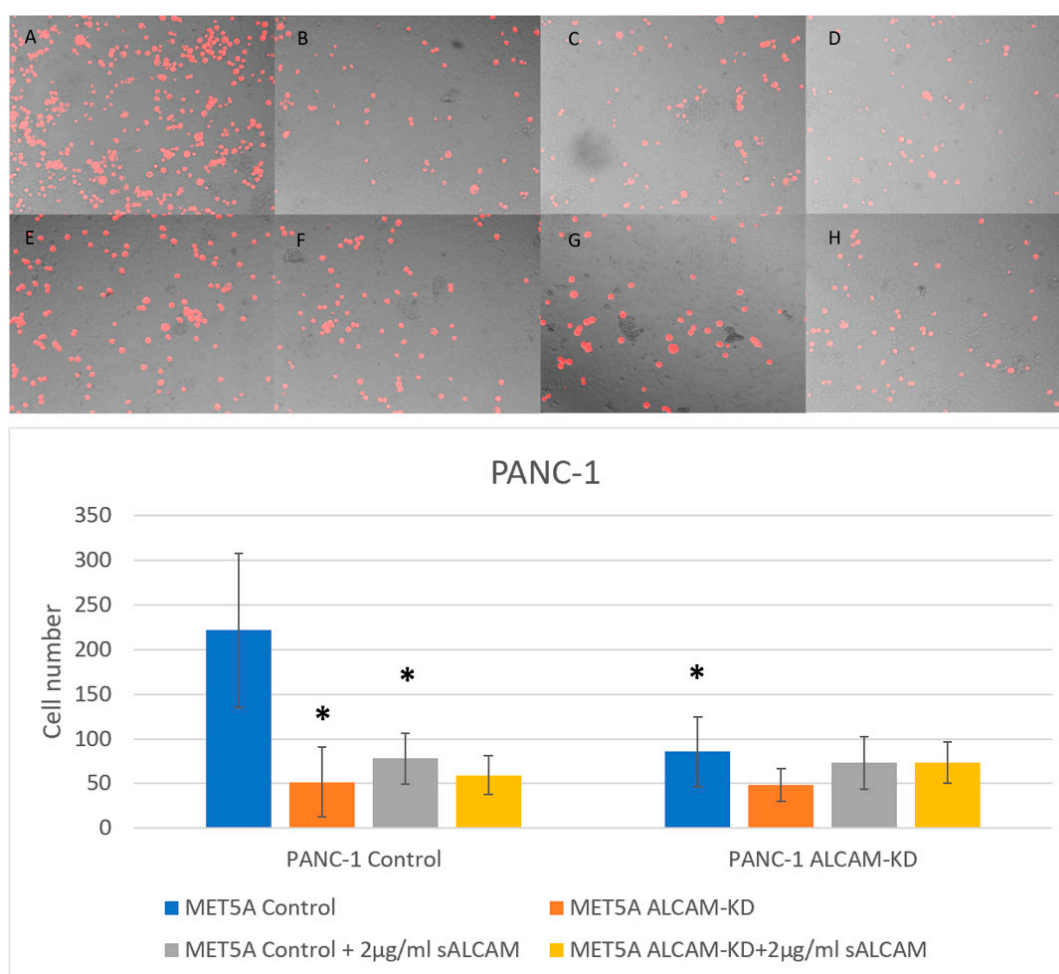 A B C D
E F G H
PANC-1
350
300
250
200
150
100
50
0
Cell number
*
*
*
PANC-1 Control PANC-1 ALCAM-KD
MET5A Control MET5A ALCAM-KD
MET5A Control + 2µg/ml sALCAM MET5A ALCAM-KD+2µg/ml sALCAM